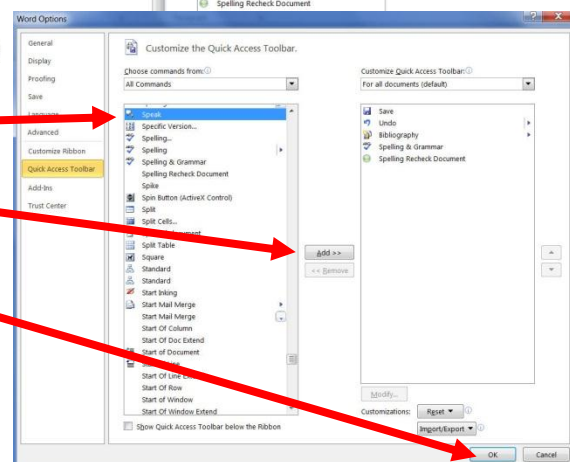 Spelling Recheck Document
Word Options
General
Display
Proofing
Save
Language
Advanced
Customize Ribbon
Quick Access Toolbar
Add-Ins
Trust Center
Customize the Quick Access Toolbar.
Choose commands from:
All Commands
Speak
Specific Version...
Spelling...
Spelling
Spelling & Grammar
Spelling Recheck Document
Spike
Spin Button (ActiveX Control)
Split
Split Cells...
Split Table
Square
Standard
Standard
Start Inking
Start Mail Merge
Start Mail Merge
Start Of Column
Start Of Doc Extend
Start of Document
Start Of Line Extend
Start Of Row
Start of Window
Start Of Window Extend
Show Quick Access Toolbar below the Ribbon
Add >>
<< Remove
Customize Quick Access Toolbar:
For all documents (default)
Save
Undo
Bibliography
Spelling & Grammar
Spelling Recheck Document
Modify...
Customizations:
Reset
Import/Export
OK
Cancel